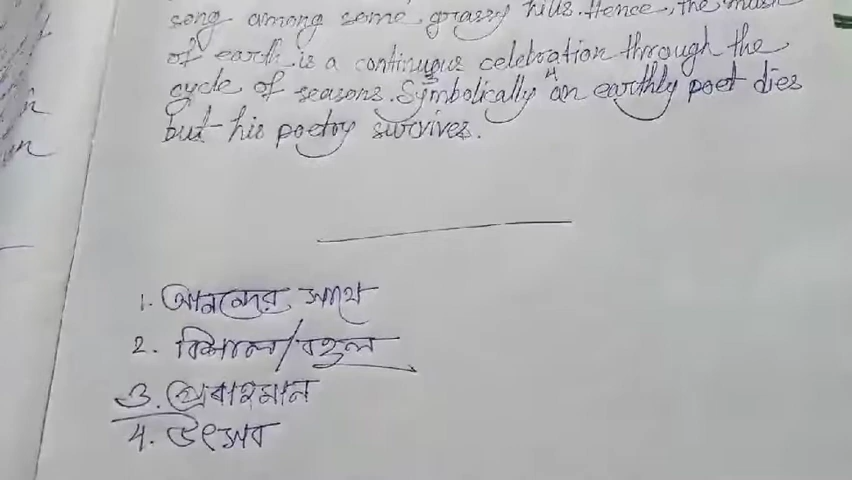 song among some grassy hills. Hence, the music
of earth is a continuous celebration through the
cycle of seasons. Symbolically an earthly poet dies
but his poetry survives.
1. আনন্দের সাথে
2. বিশাল/বহুল
৩. প্রবাহমান
4. উৎসব